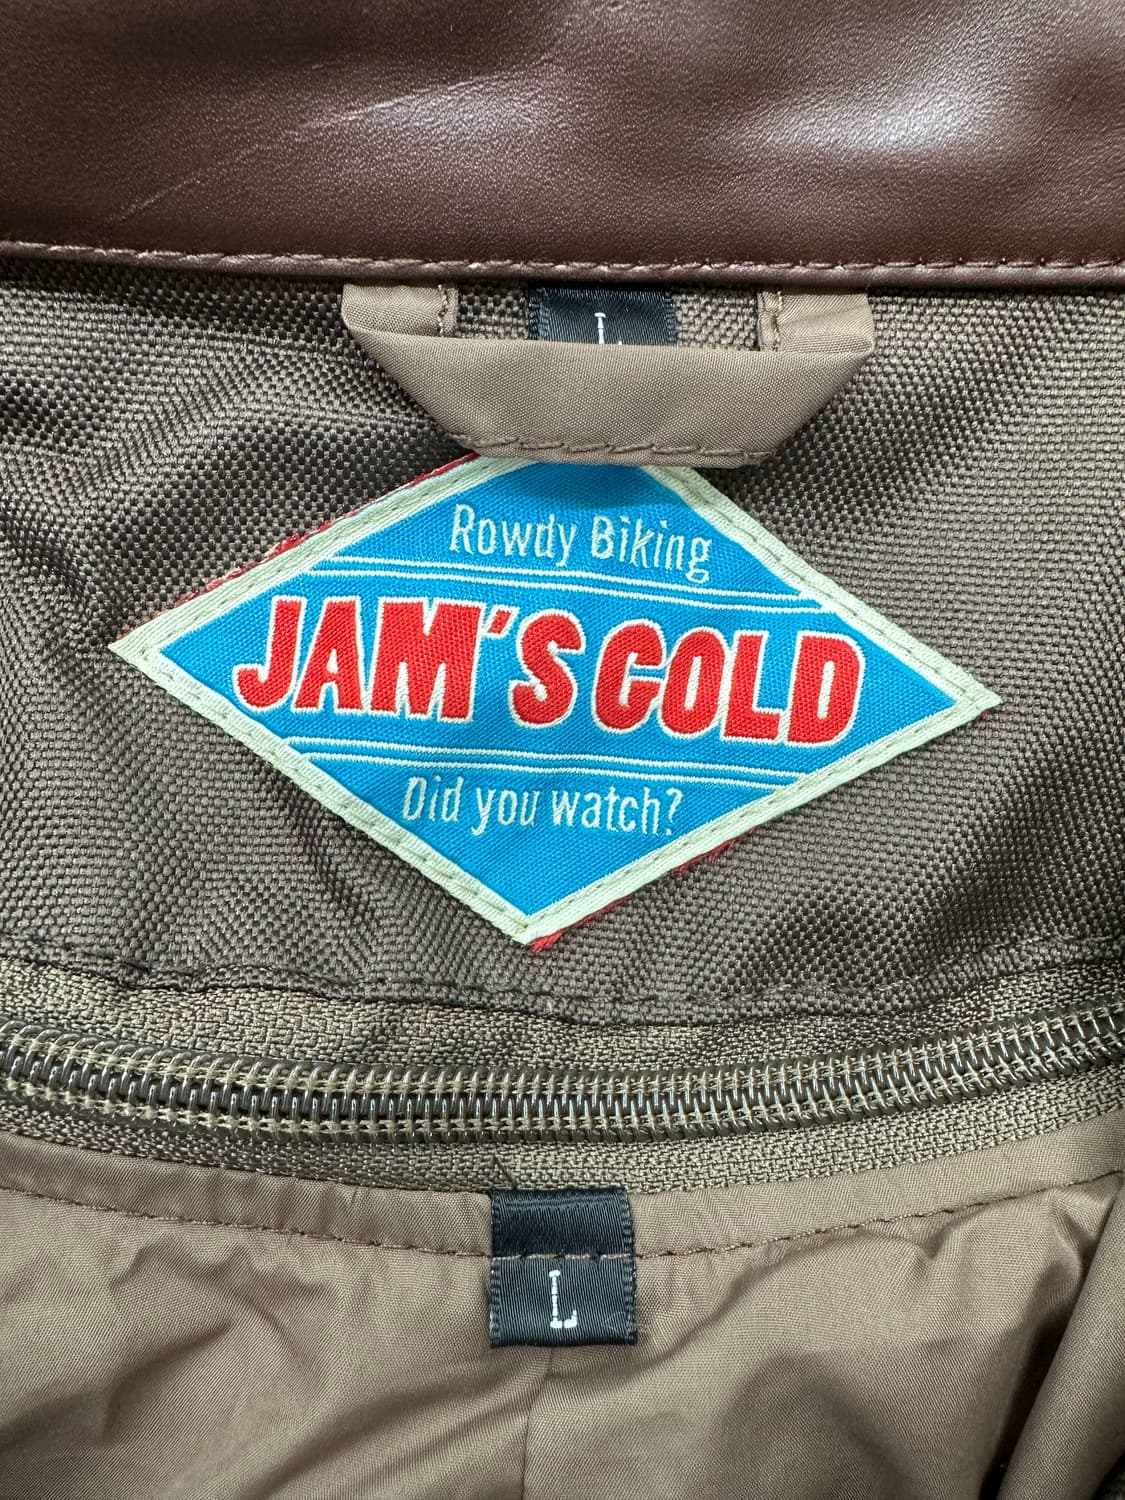 L
Rowdy Biking
JAM'S GOLD
Did you watch?
L